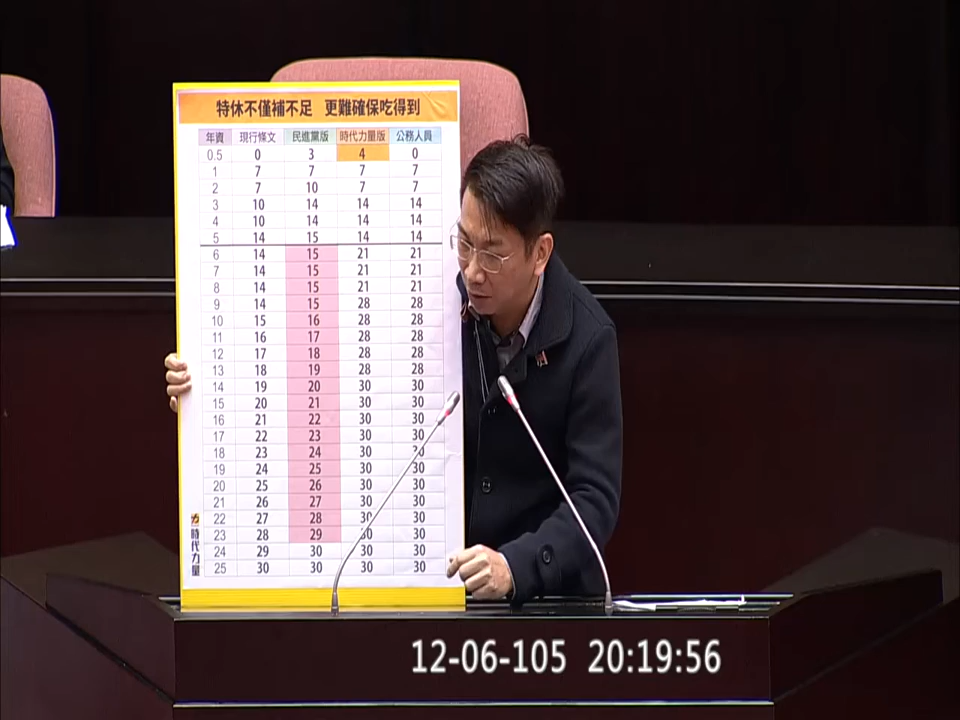 特休不僅補不足 更難確保吃得到
年資 現行條文 民進黨版 時代力量版 公務人員
0.5 0 3 4 0
1 7 7 7 7
2 7 10 7 7
3 10 14 14 14
4 10 14 14 14
5 14 15 14 14
6 14 15 21 21
7 14 15 21 21
8 14 15 21 21
9 14 15 28 28
10 15 16 28 28
11 16 17 28 28
12 17 18 28 28
13 18 19 28 28
14 19 20 30 30
15 20 21 30 30
16 21 22 30 30
17 22 23 30 30
18 23 24 30 30
19 24 25 30 30
20 25 26 30 30
21 26 27 30 30
22 27 28 30 30
23 28 29 30 30
24 29 30 30 30
25 30 30 30 30
時代力量
12-06-105 20:19:56